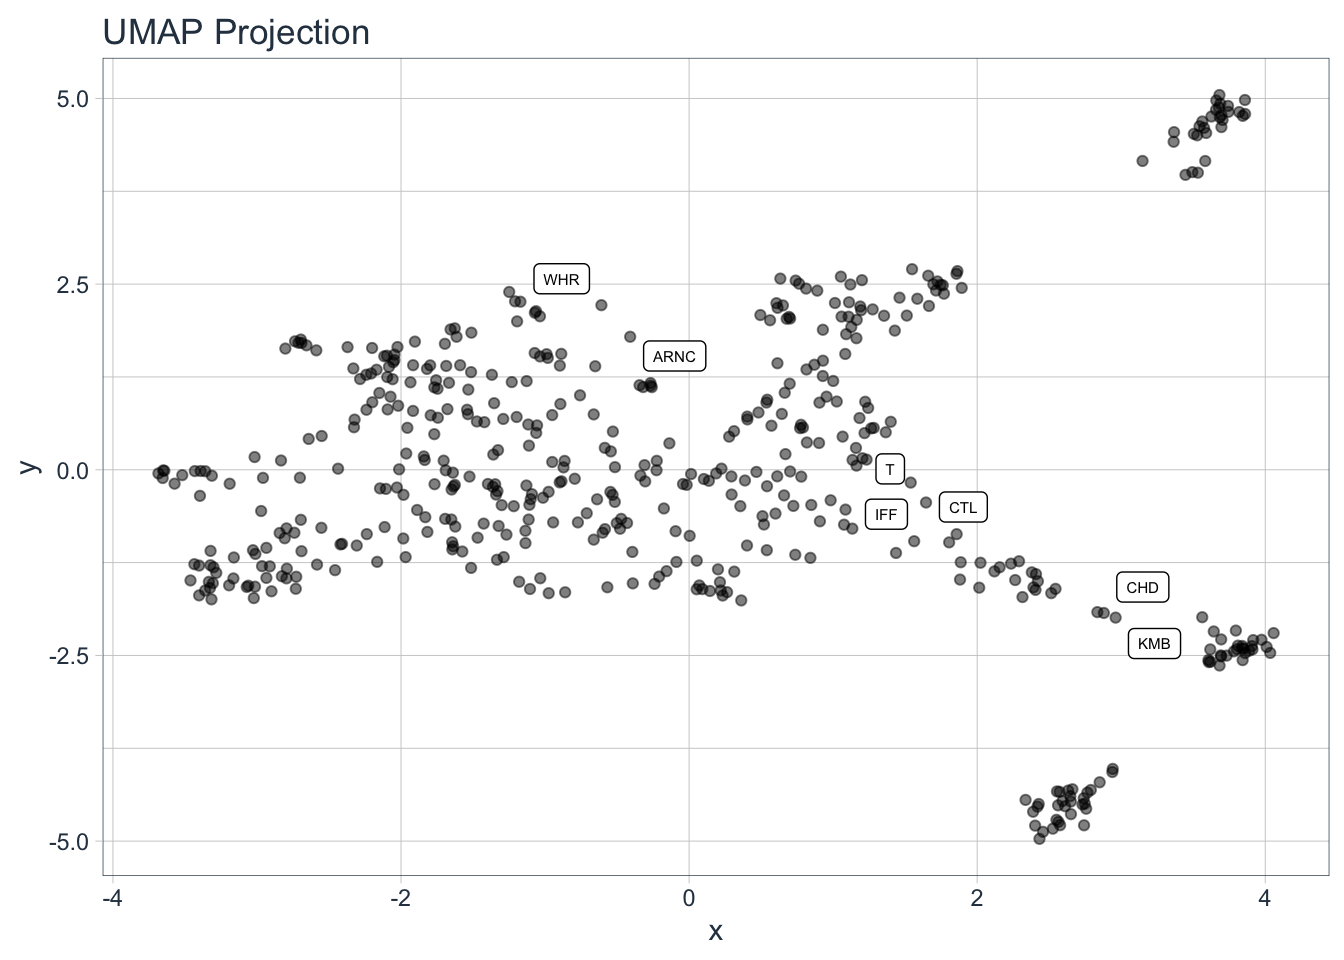 UMAP Projection
5.0
2.5
0.0
-2.5
-5.0
y
WHR
ARNC
T
CTL
IFF
CHD
KMB
-4
-2
0
2
4
x